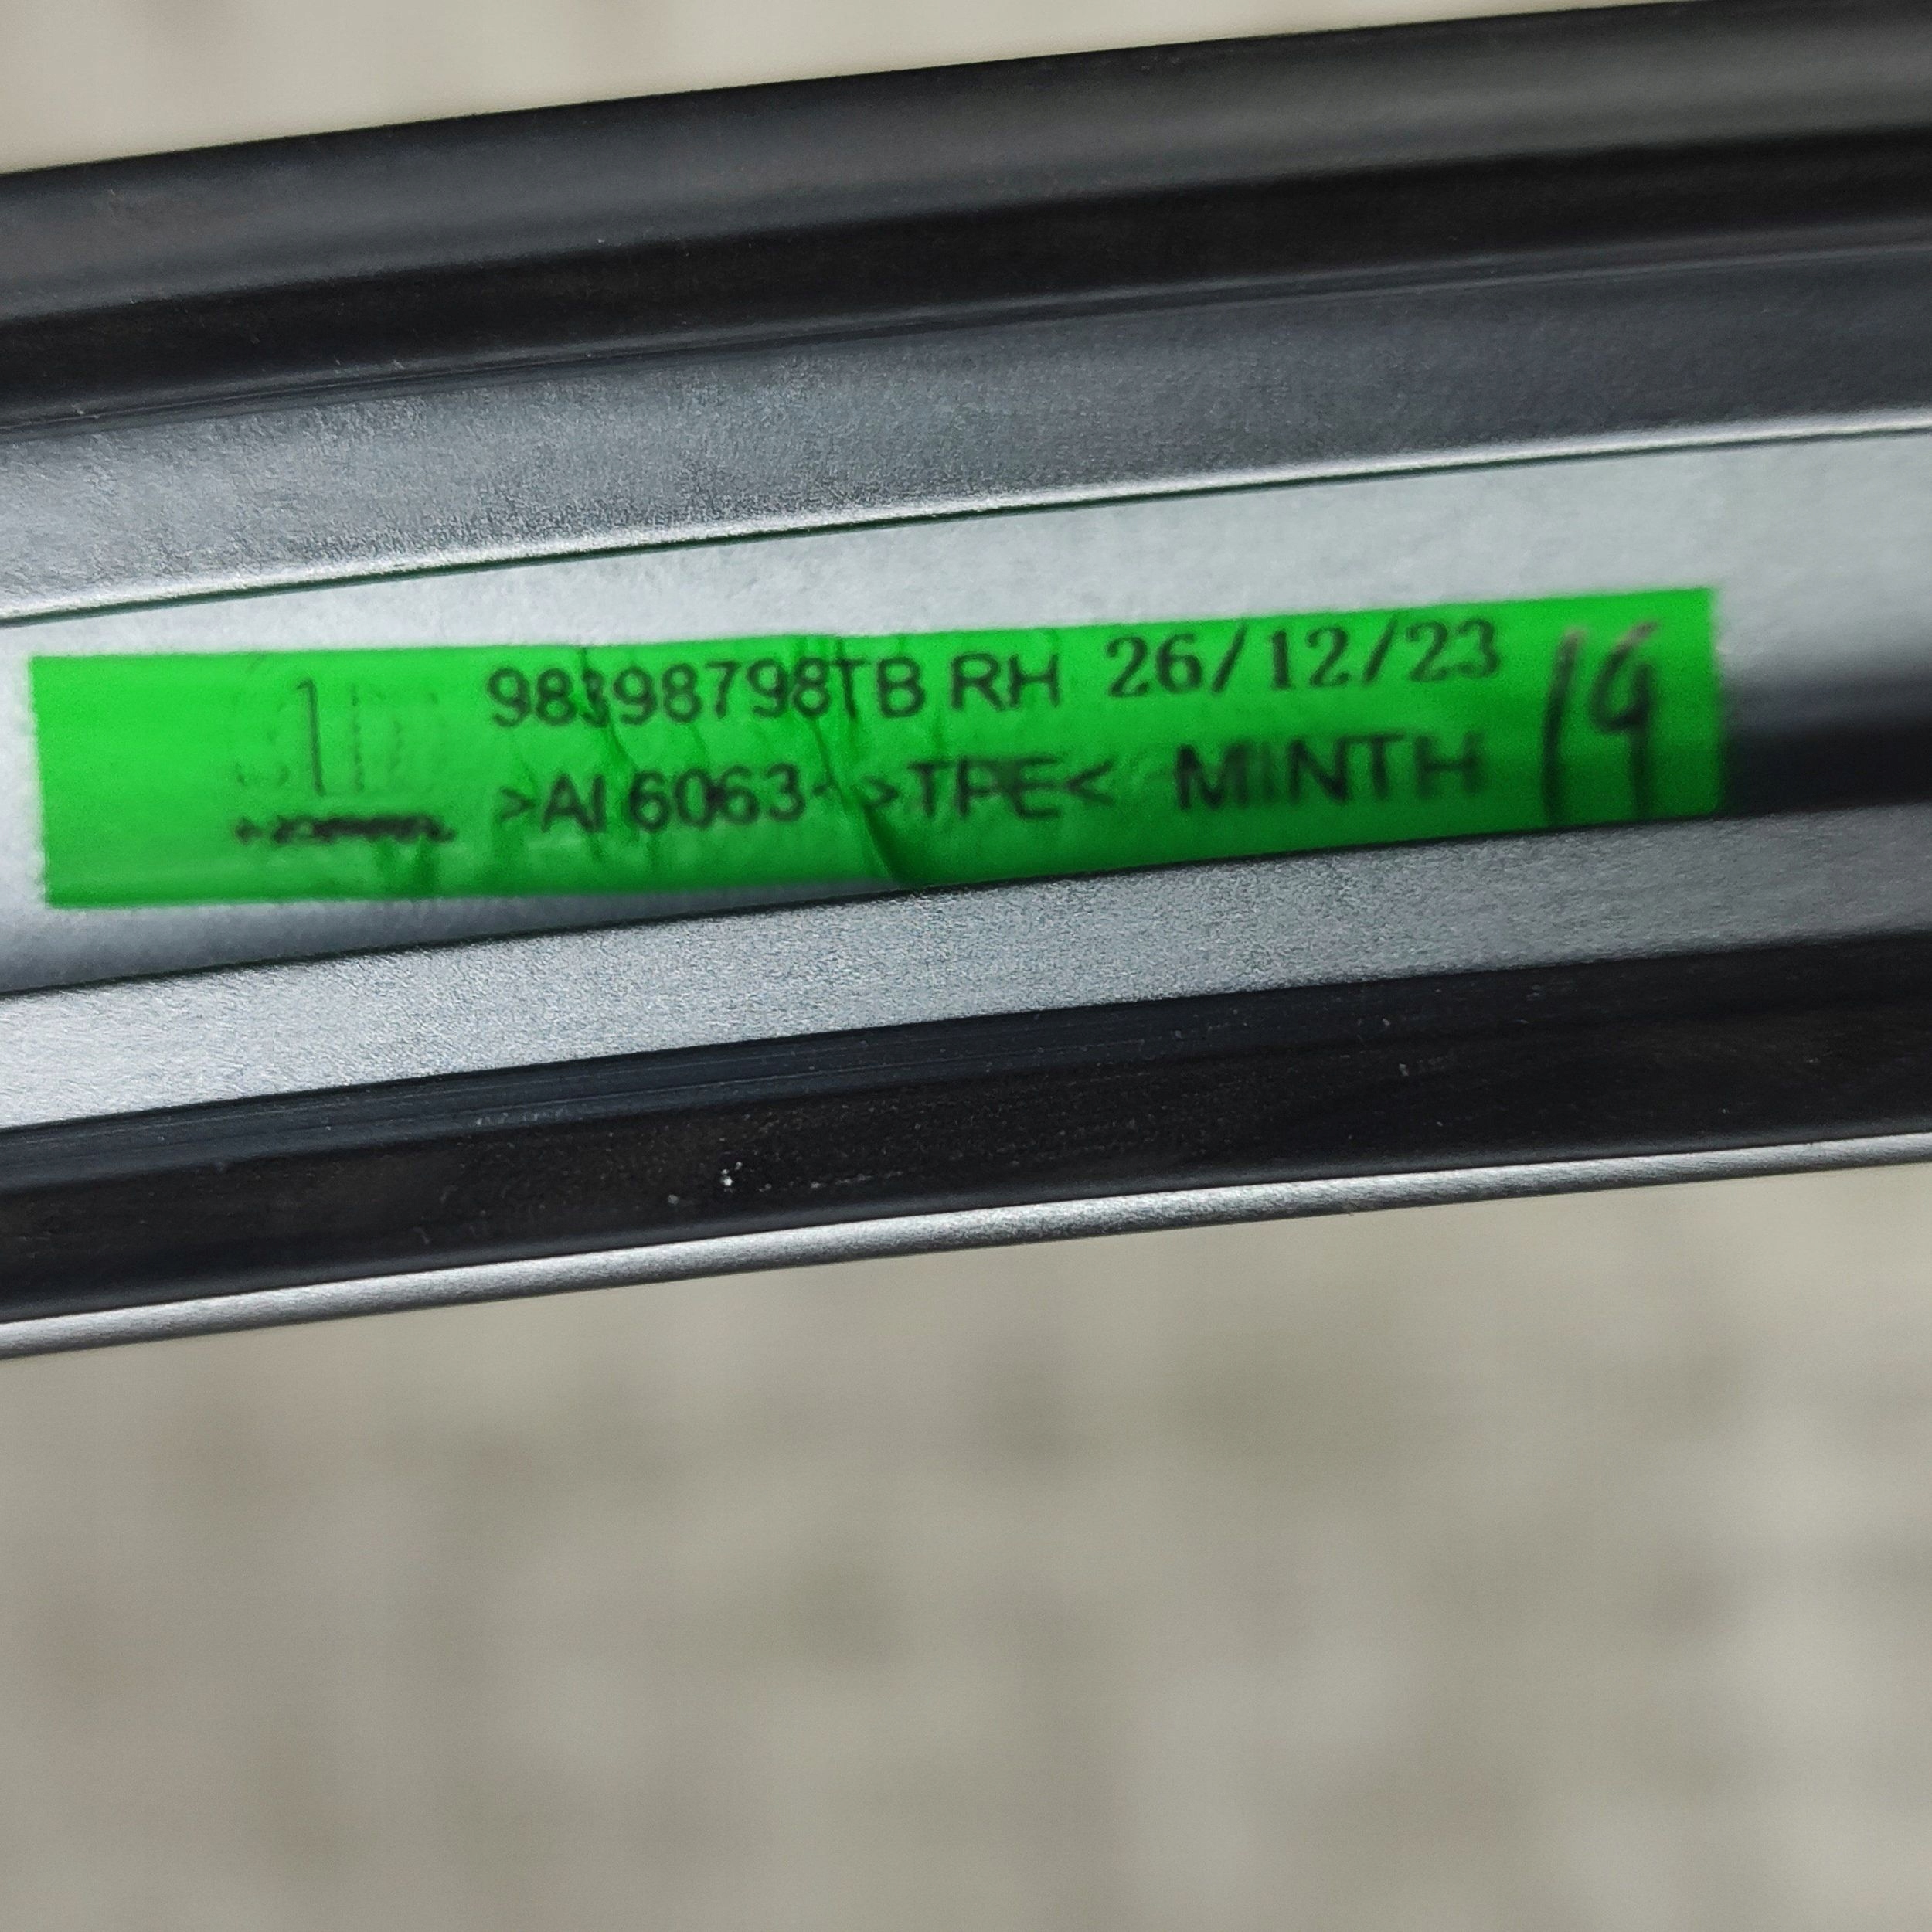 98398798TB RH 26/12/23
>Al 6063< >TPE< MINTH
19